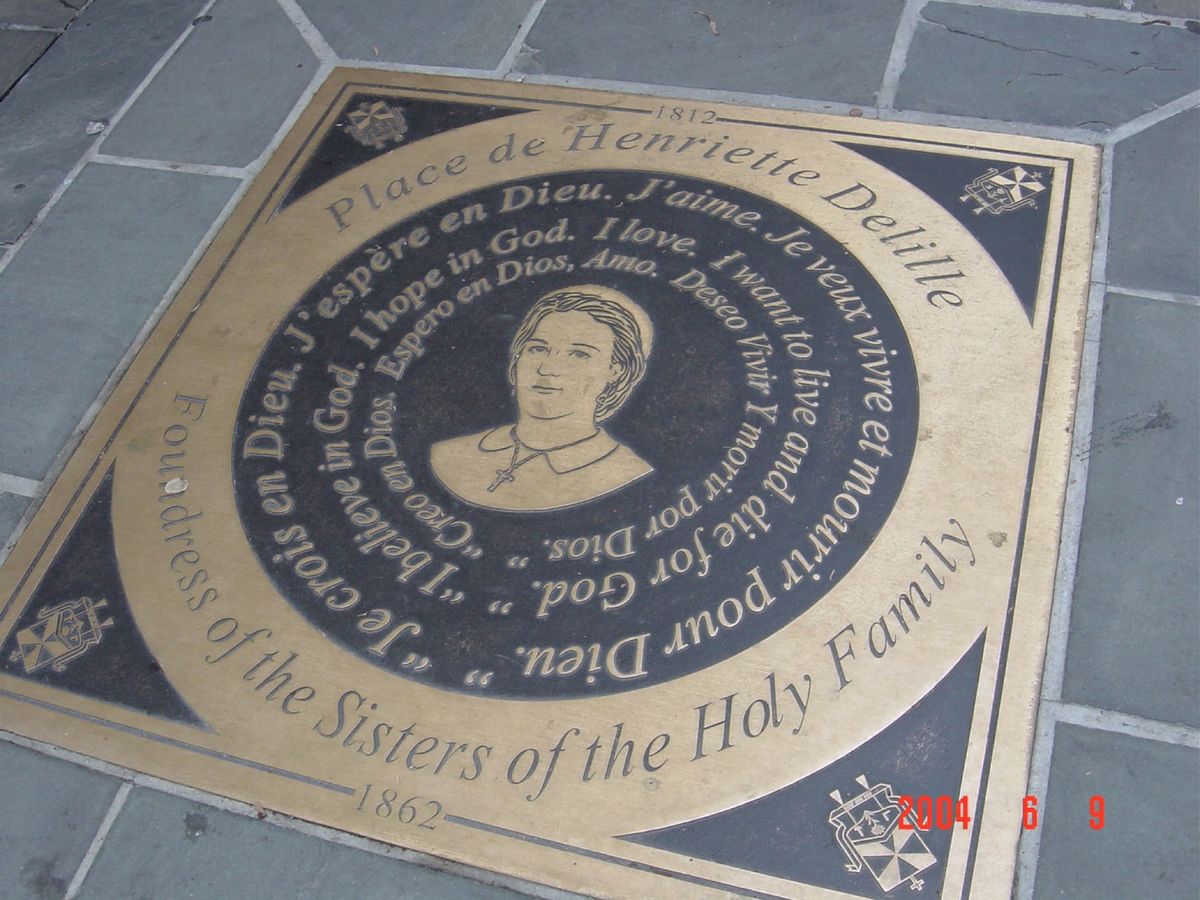 1812
Place de Henriette Delille
"Je crois en Dieu. J'espère en Dieu. J'aime. Je veux vivre et mourir pour Dieu."
"I believe in God. I hope in God. I love. I want to live and die for God."
"Creo en Dios, Espero en Dios, Amo. Deseo Vivir Y morir por Dios."
Foundress of the Sisters of the Holy Family
1862
2004 6 9